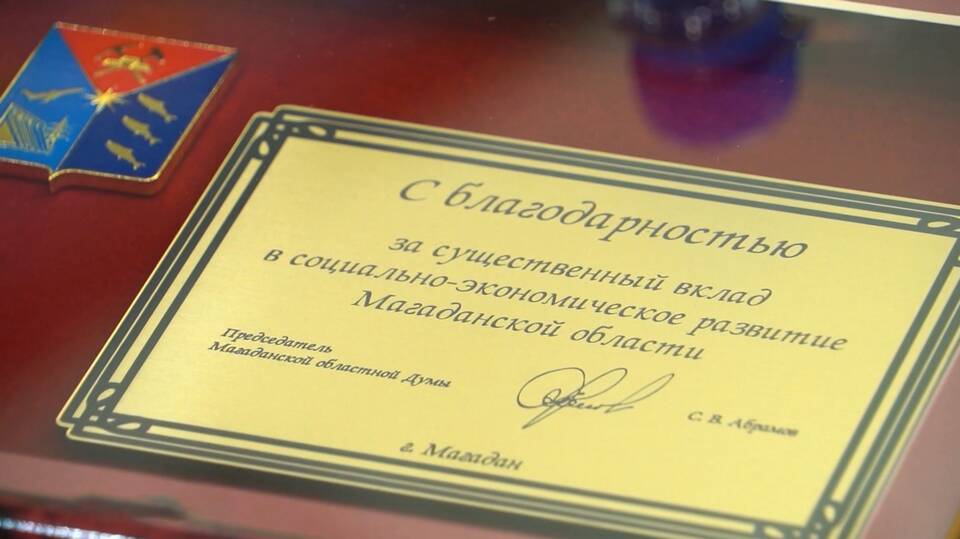 С благодарностью
за существенный вклад
в социально-экономическое развитие
Магаданской области
Председатель
Магаданской областной Думы
С. В. Абрамов
г. Магадан